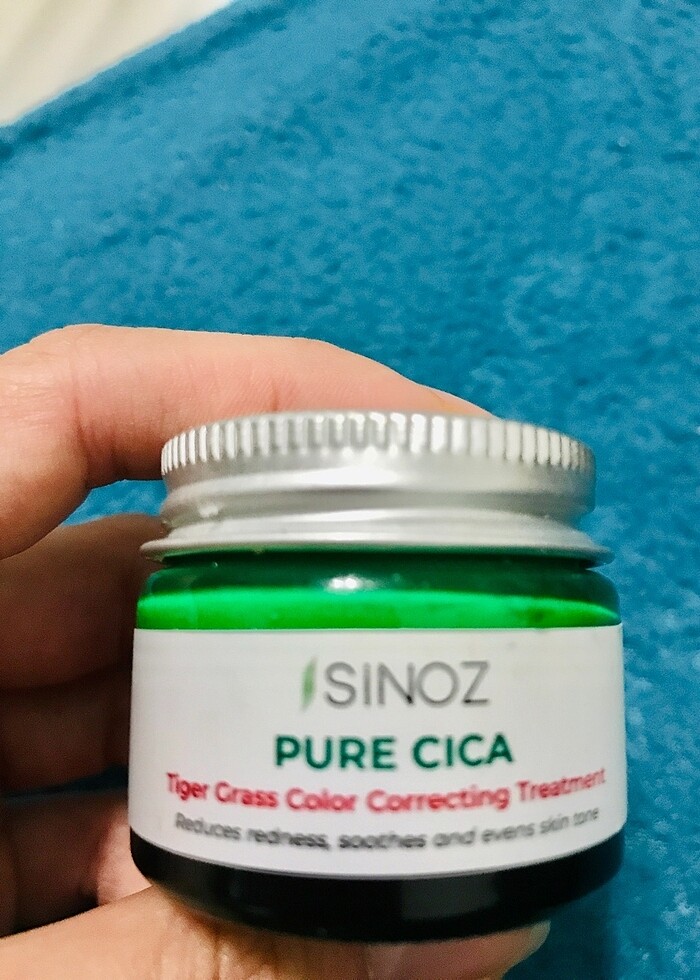 SiNOZ
PURE CICA
Tiger Grass Color Correcting Treatment
Reduces redness, soothes and evens skin tone